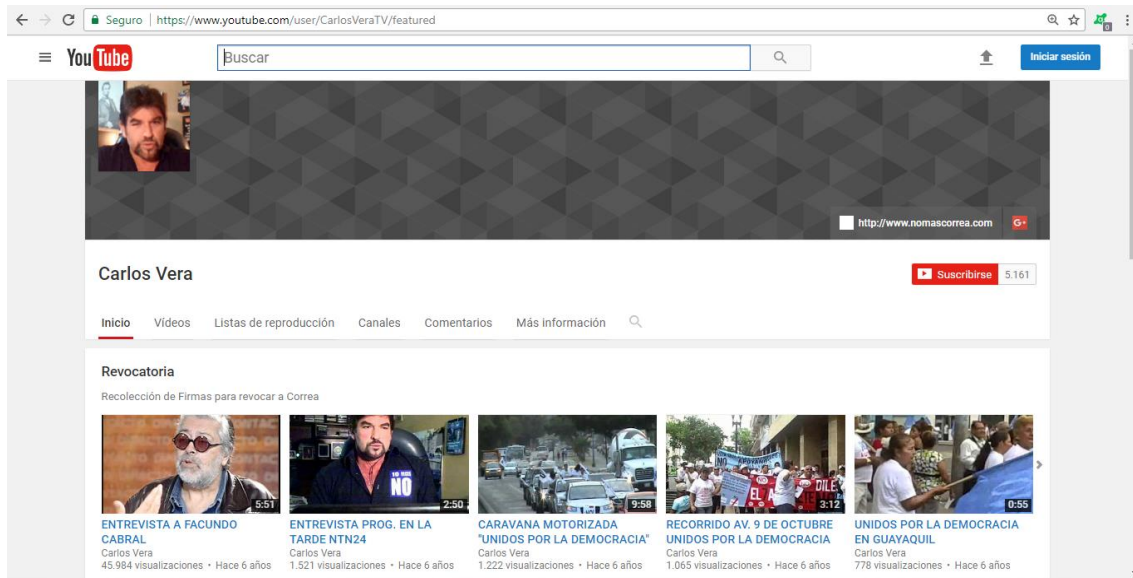 Seguro https://www.youtube.com/user/CarlosVeraTV/featured
YouTube
Buscar
Iniciar sesión
http://www.nomascorrea.com G+
Carlos Vera
Suscribirse 5.161
Inicio Vídeos Listas de reproducción Canales Comentarios Más información
Revocatoria
Recolección de Firmas para revocar a Correa
5:51 2:50 9:58 3:12 0:55
NO
ENTREVISTA A FACUNDO
CABRAL
Carlos Vera
45.984 visualizaciones • Hace 6 años
ENTREVISTA PROG. EN LA
TARDE NTN24
Carlos Vera
1.521 visualizaciones • Hace 6 años
CARAVANA MOTORIZADA
"UNIDOS POR LA DEMOCRACIA"
Carlos Vera
1.222 visualizaciones • Hace 6 años
RECORRIDO AV. 9 DE OCTUBRE
UNIDOS POR LA DEMOCRACIA
Carlos Vera
1.065 visualizaciones • Hace 6 años
UNIDOS POR LA DEMOCRACIA
EN GUAYAQUIL
Carlos Vera
778 visualizaciones • Hace 6 años